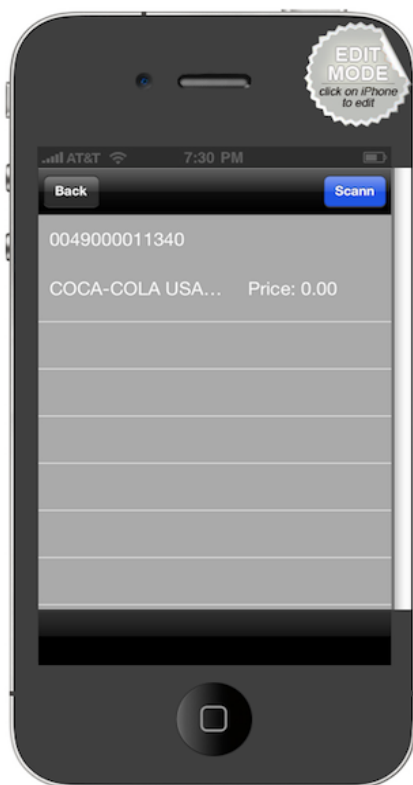 EDIT
MODE
click on iPhone
to edit
AT&T 7:30 PM
Back Scann
0049000011340
COCA-COLA USA... Price: 0.00